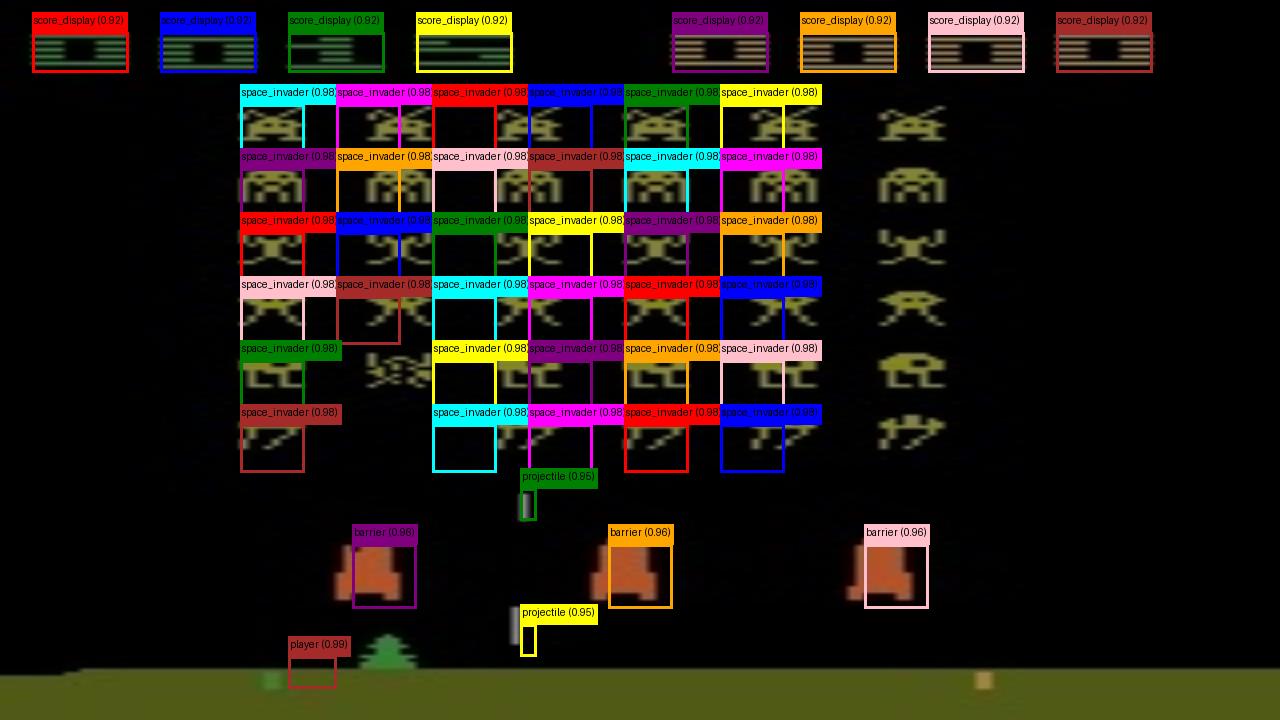 score_display (0.92) score_display (0.92) score_display (0.92) score_display (0.92) score_display (0.92) score_display (0.92) score_display (0.92) score_display (0.92)
space_invader (0.98) space_invader (0.98) space_invader (0.98) space_invader (0.98) space_invader (0.98) space_invader (0.98)
space_invader (0.98) space_invader (0.98) space_invader (0.98) space_invader (0.98) space_invader (0.98) space_invader (0.98)
space_invader (0.98) space_invader (0.98) space_invader (0.98) space_invader (0.98) space_invader (0.98) space_invader (0.98)
space_invader (0.98) space_invader (0.98) space_invader (0.98) space_invader (0.98) space_invader (0.98) space_invader (0.98)
space_invader (0.98) space_invader (0.98) space_invader (0.98) space_invader (0.98) space_invader (0.98)
space_invader (0.98) space_invader (0.98) space_invader (0.98) space_invader (0.98) space_invader (0.98)
projectile (0.95)
barrier (0.96) barrier (0.96) barrier (0.96)
projectile (0.95)
player (0.99)